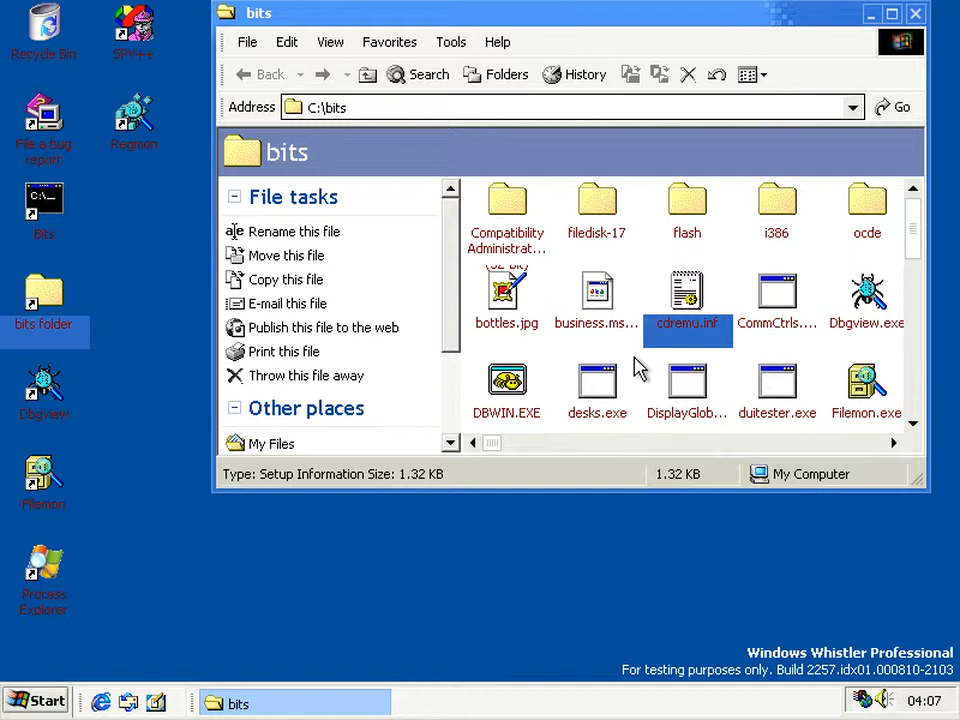 Recycle Bin
SPY++
File a bug
report
Regmon
Bits
bits folder
Dbgview
Filemon
Process
Explorer
bits
File Edit View Favorites Tools Help
Back Search Folders History
Address C:\bits Go
bits
File tasks
Rename this file
Move this file
Copy this file
E-mail this file
Publish this file to the web
Print this file
Throw this file away
Other places
My Files
Compatibility
Administrat...
(32-Bit)
filedisk-17
flash
i386
ocde
bottles.jpg
business.ms...
cdremu.inf
CommCtrls....
Dbgview.exe
DBWIN.EXE
desks.exe
DisplayGlob...
duitester.exe
Filemon.exe
Type: Setup Information Size: 1.32 KB
1.32 KB
My Computer
Windows Whistler Professional
For testing purposes only. Build 2257.idx01.000810-2103
Start
bits
04:07
C:\_